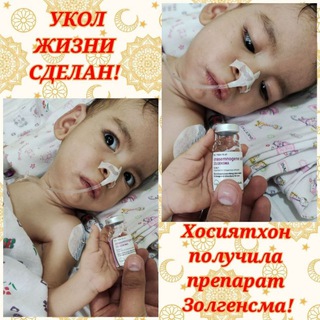 УКОЛ
ЖИЗНИ
СДЕЛАН!
Хосиятхон
получила
препарат
Золгенсма!